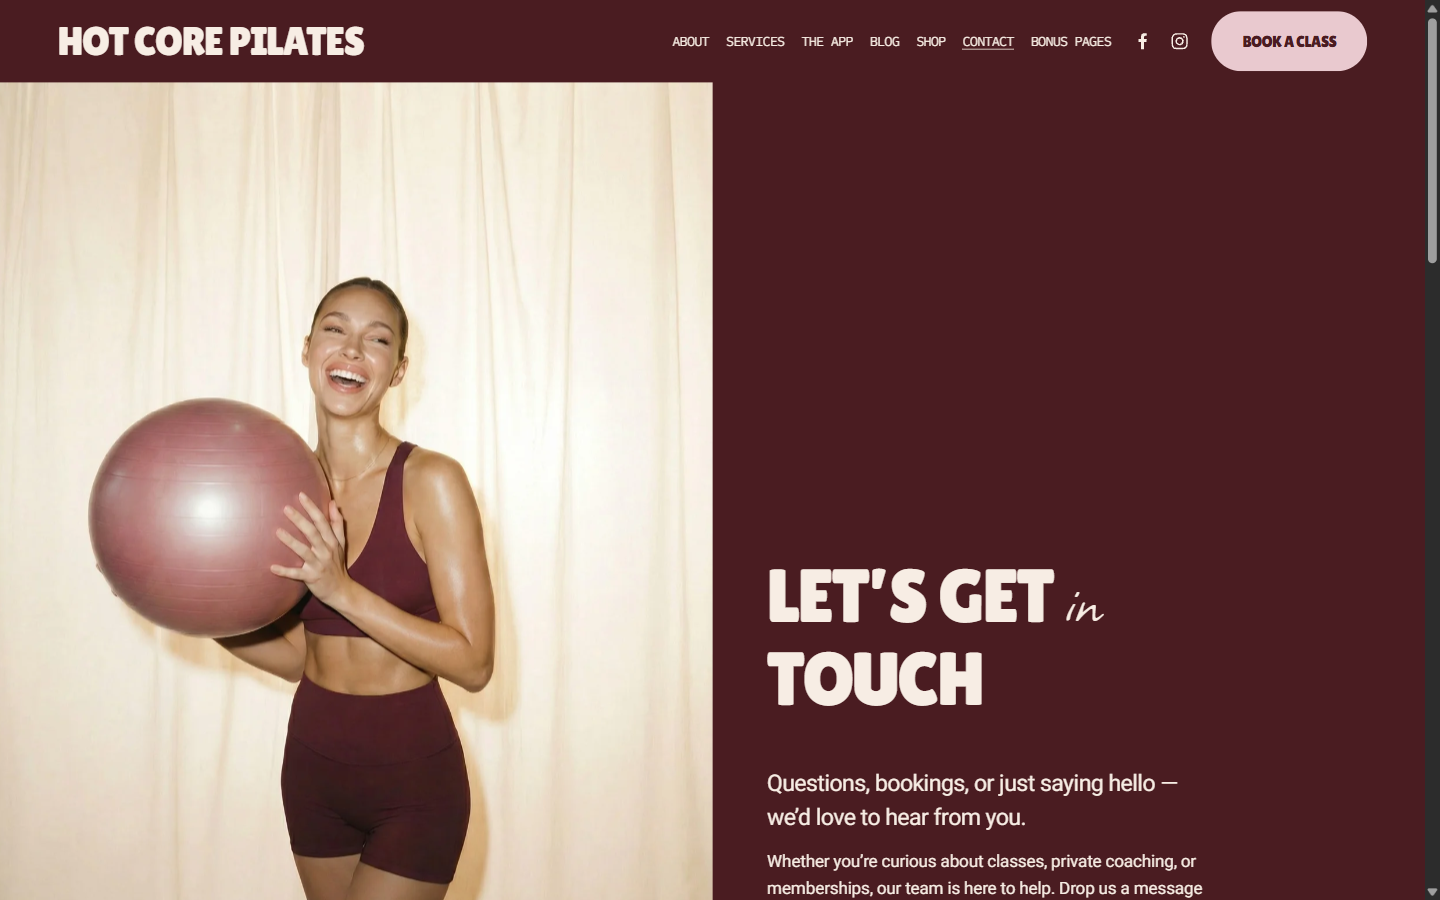 HOT CORE PILATES
ABOUT SERVICES THE APP BLOG SHOP CONTACT BONUS PAGES
BOOK A CLASS
LET'S GET in
TOUCH
Questions, bookings, or just saying hello —
we’d love to hear from you.
Whether you’re curious about classes, private coaching, or
memberships, our team is here to help. Drop us a message